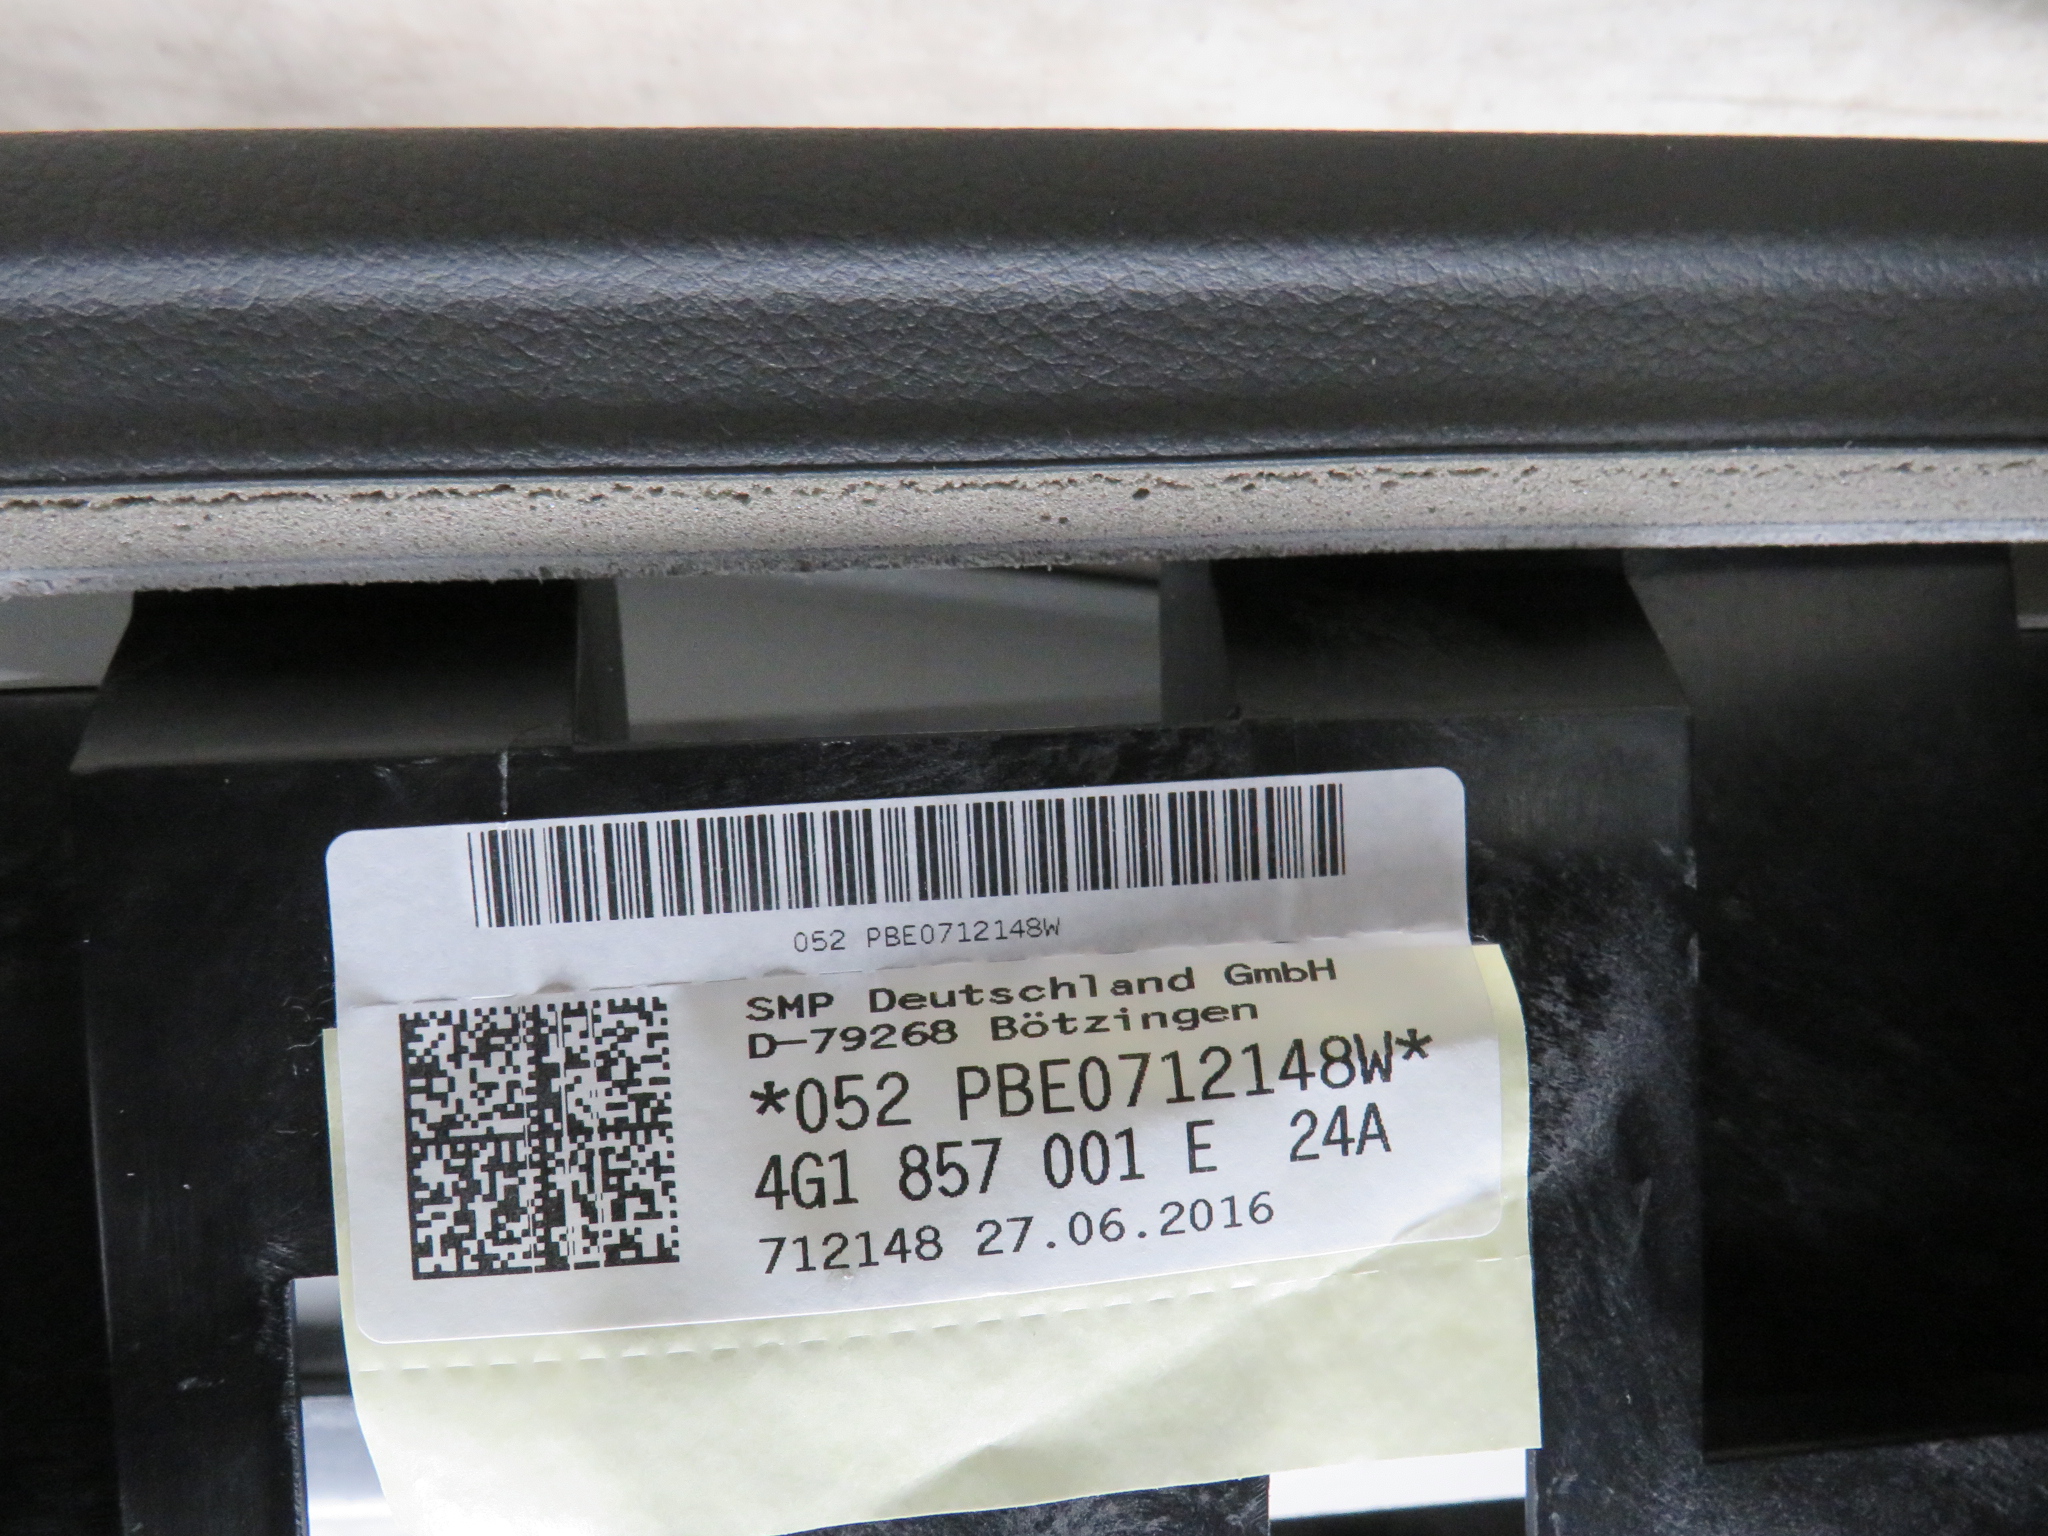 052 PBE0712148W
SMP Deutschland GmbH
D-79268 Bötzingen
*052 PBE0712148W*
4G1 857 001 E 24A
712148 27.06.2016